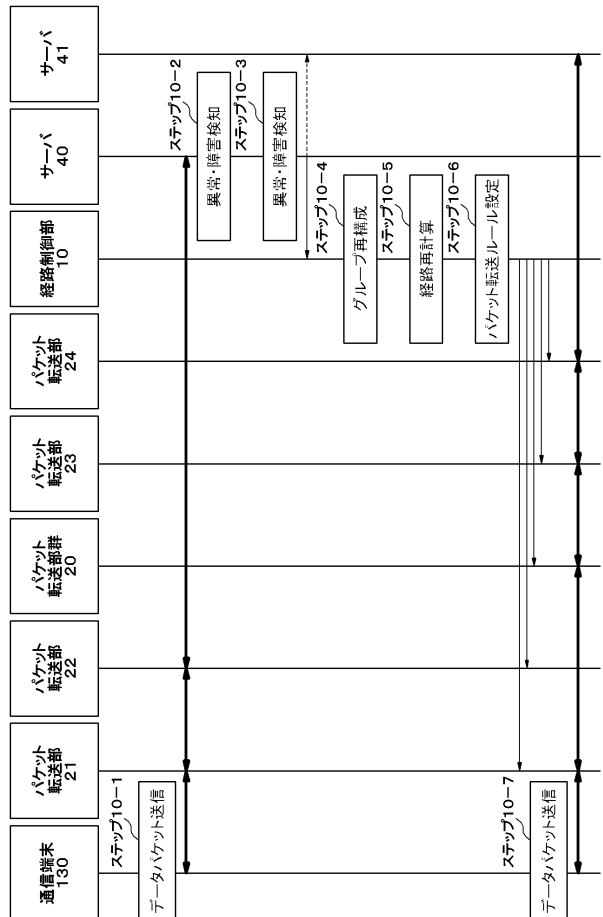 通信端末
130
パケット
転送部
21
パケット
転送部
22
パケット
転送部群
20
パケット
転送部
23
パケット
転送部
24
経路制御部
10
サーバ
40
サーバ
41
ステップ10-1
データパケット送信
ステップ10-2
異常・障害検知
ステップ10-3
異常・障害検知
ステップ10-4
グループ再構成
ステップ10-5
経路再計算
ステップ10-6
パケット転送ルール設定
ステップ10-7
データパケット送信